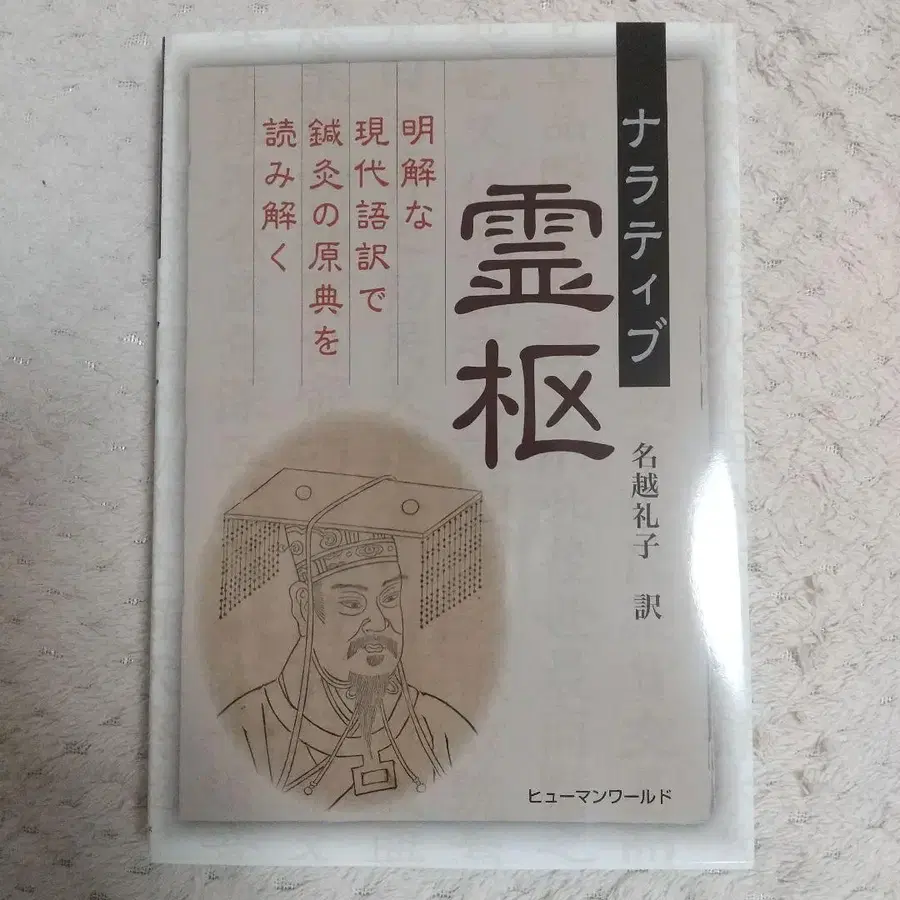 ナラティブ
霊枢
名越礼子 訳
明解な
現代語訳で
鍼灸の原典を
読み解く
ヒューマンワールド